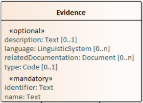 Evidence
«optional»
description: Text [0..1]
language: LinguisticSystem [0..n]
relatedDocumentation: Document [0..n]
type: Code [0..1]
«mandatory»
identifier: Text
name: Text